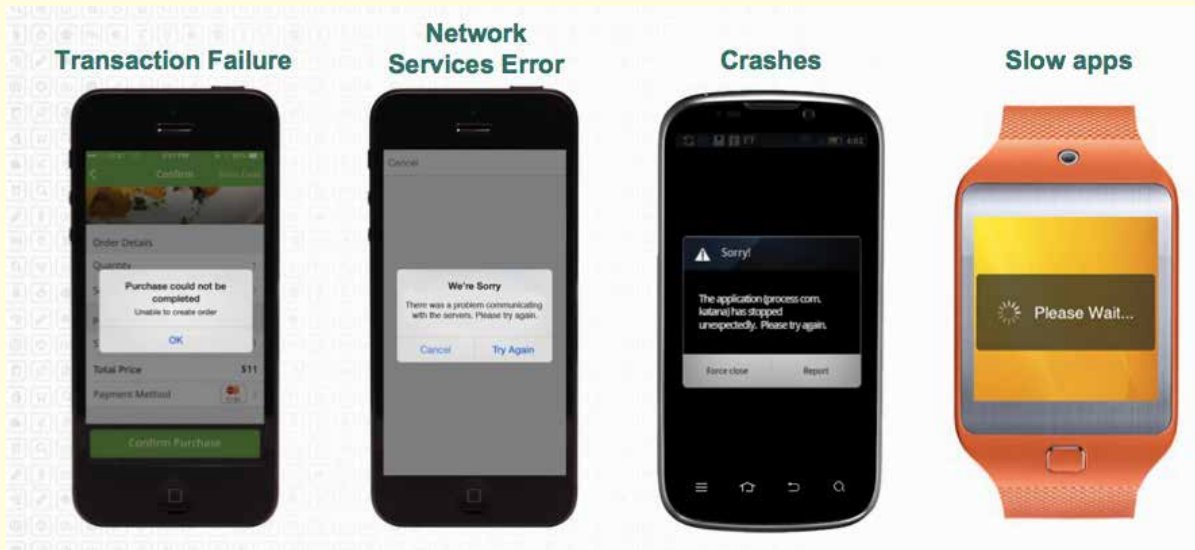 Transaction Failure
Network
Services Error
Crashes
Slow apps
Confirm
Order Details
Quantity
1
Purchase could not be
completed
Unable to create order
OK
Total Price $11
Payment Method
Confirm Purchase
Cancel
We're Sorry
There was a problem communicating
with the servers. Please try again.
Cancel Try Again
4:02
Sorry!
The application (process com.
katana) has stopped
unexpectedly. Please try again.
Force close Report
Please Wait...